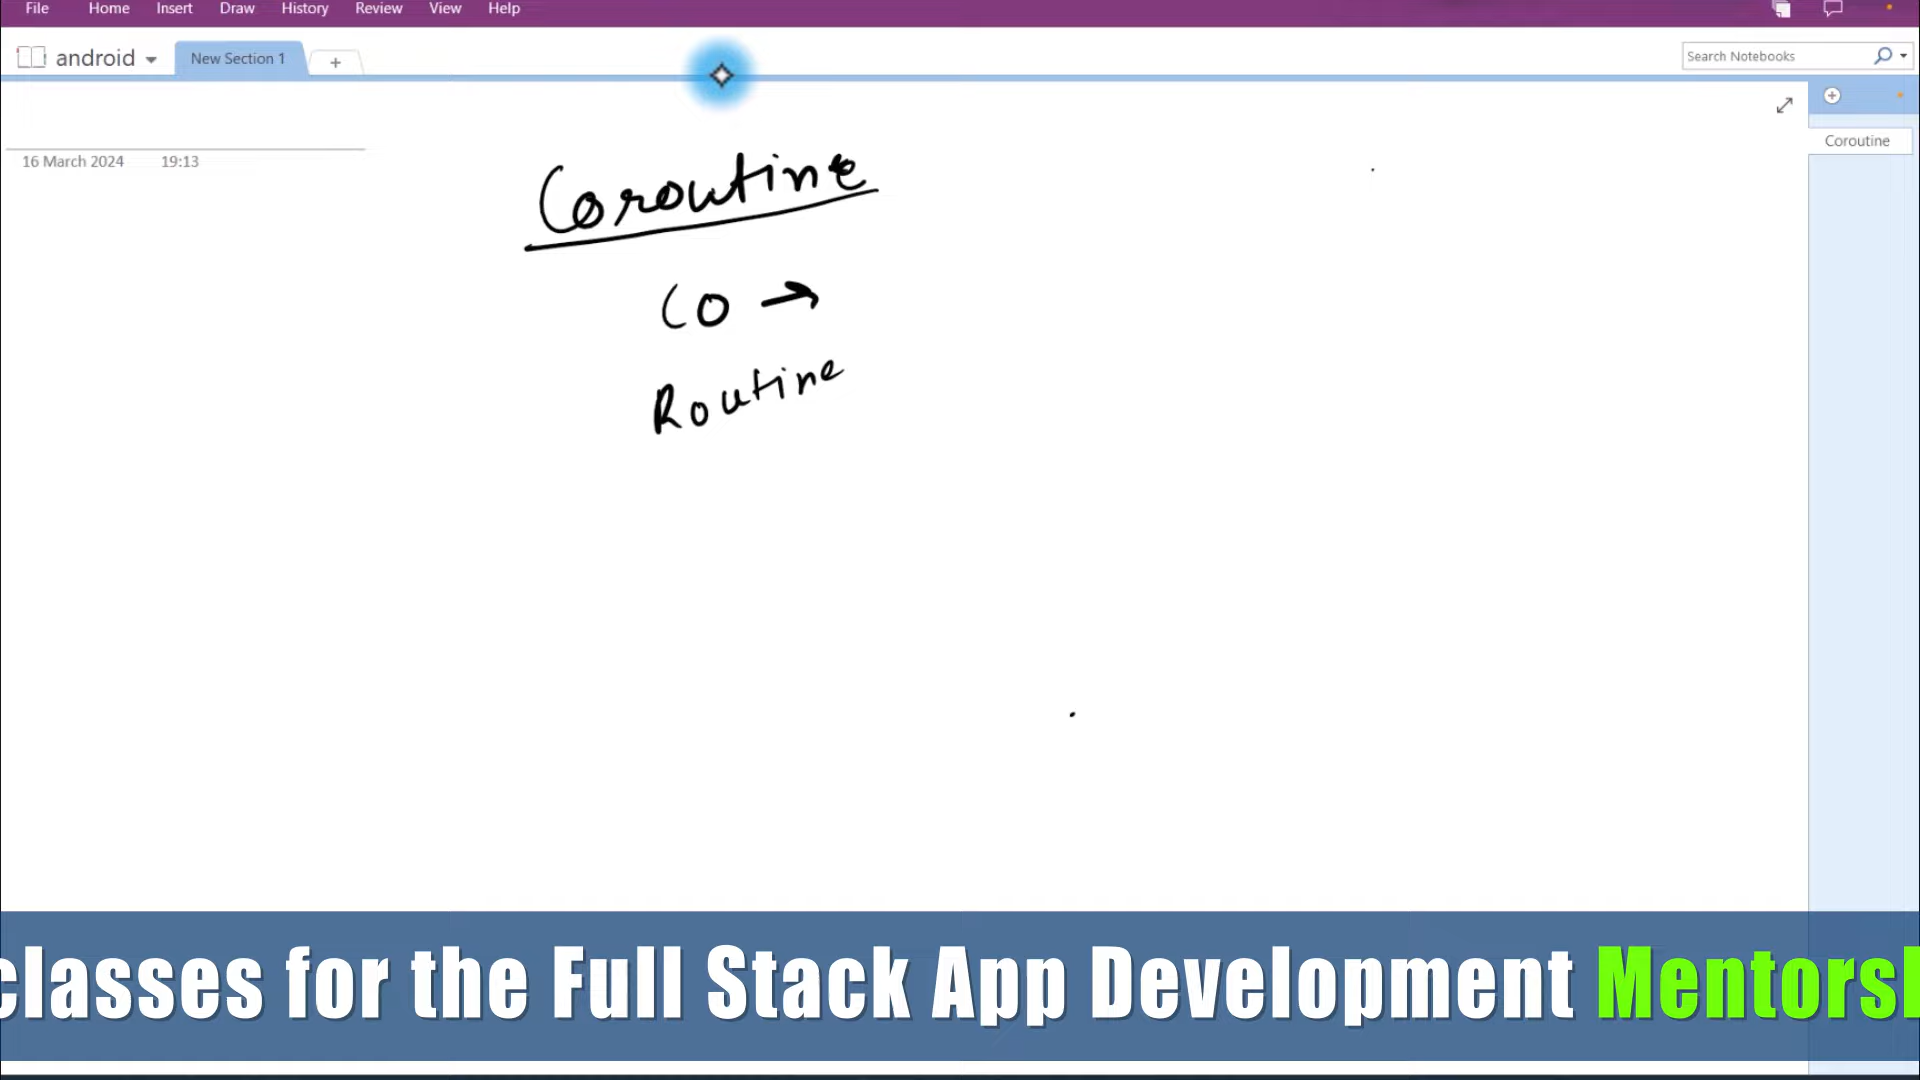 File Home Insert Draw History Review View Help
android New Section 1 + Search Notebooks
Coroutine
16 March 2024 19:13
Coroutine
Co →
Routine
classes for the Full Stack App Development Mentorsh